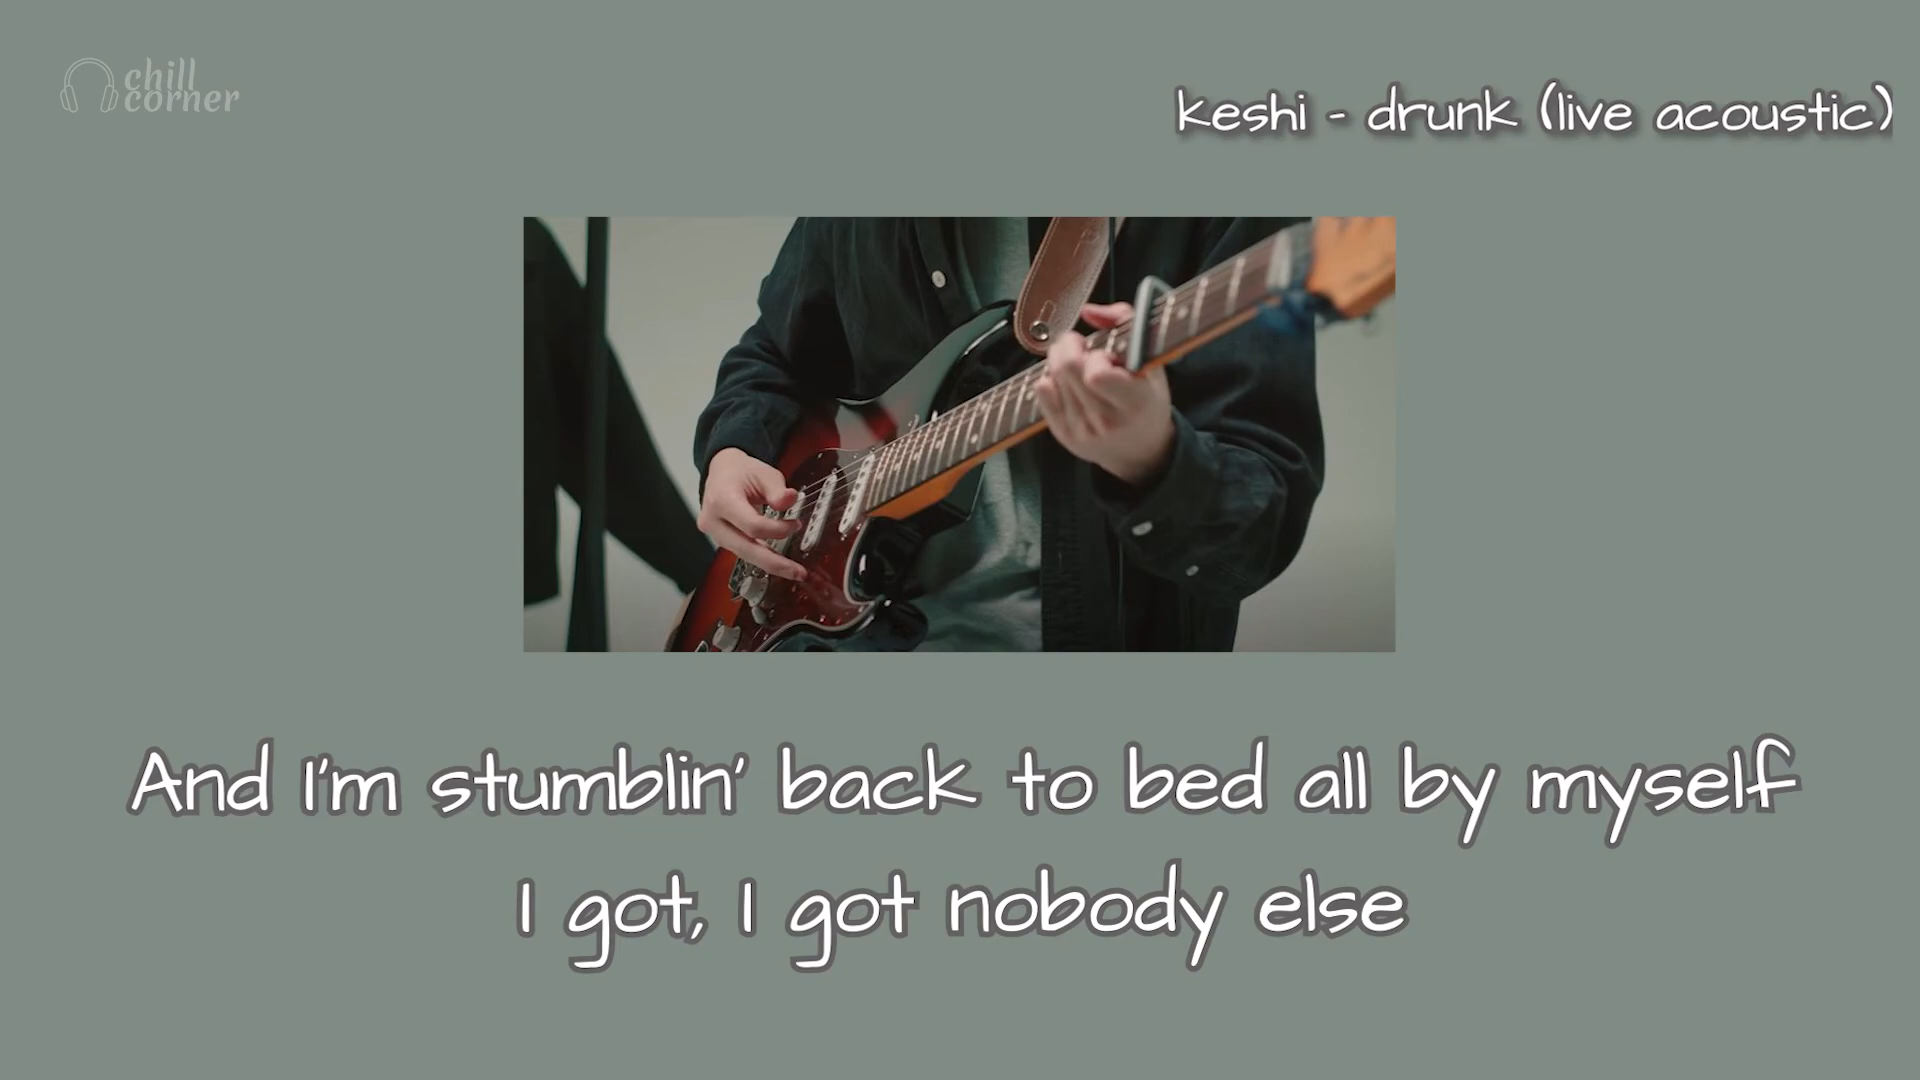 chill
corner
keshi - drunk (live acoustic)
And I'm stumblin' back to bed all by myself
I got, I got nobody else